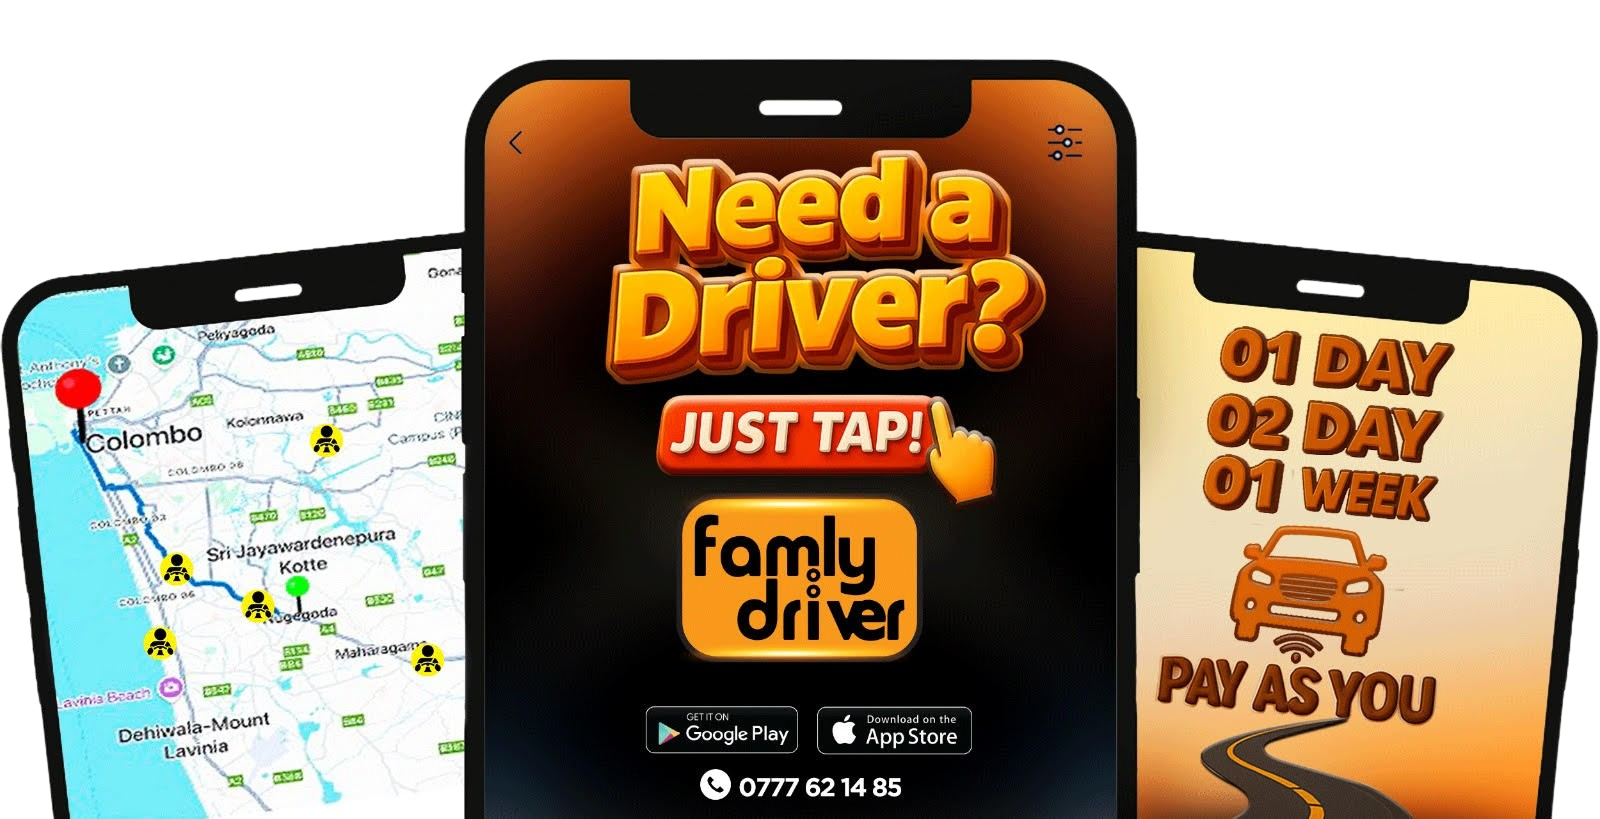 Need a
Driver?
JUST TAP!
famly
driver
GET IT ON
Google Play
Download on the
App Store
0777 62 14 85
Peliyagoda
Kolonnawa
PETTAH
Colombo
Campus
Sri Jayawardenepura
Kotte
Maharagama
Lavinia Beach
Dehiwala-Mount
Lavinia
A2
01 DAY
02 DAY
01 WEEK
PAY AS YOU